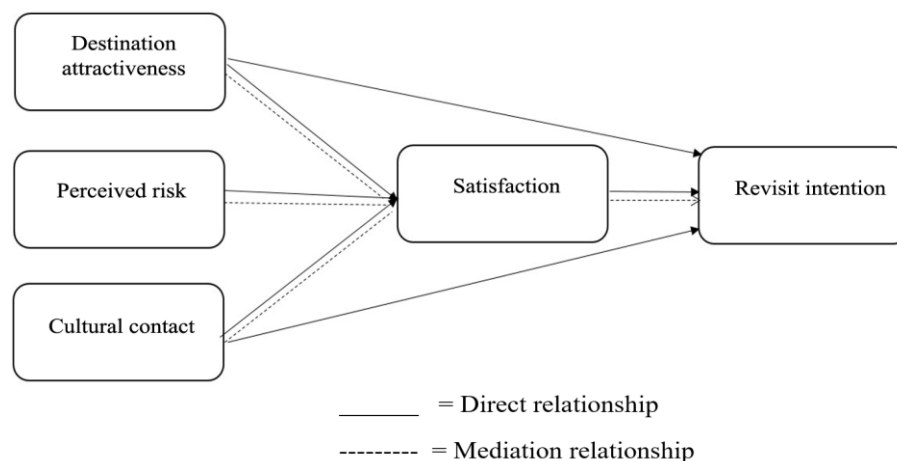 Destination
attractiveness
Perceived risk
Satisfaction
Revisit intention
Cultural contact
= Direct relationship
= Mediation relationship